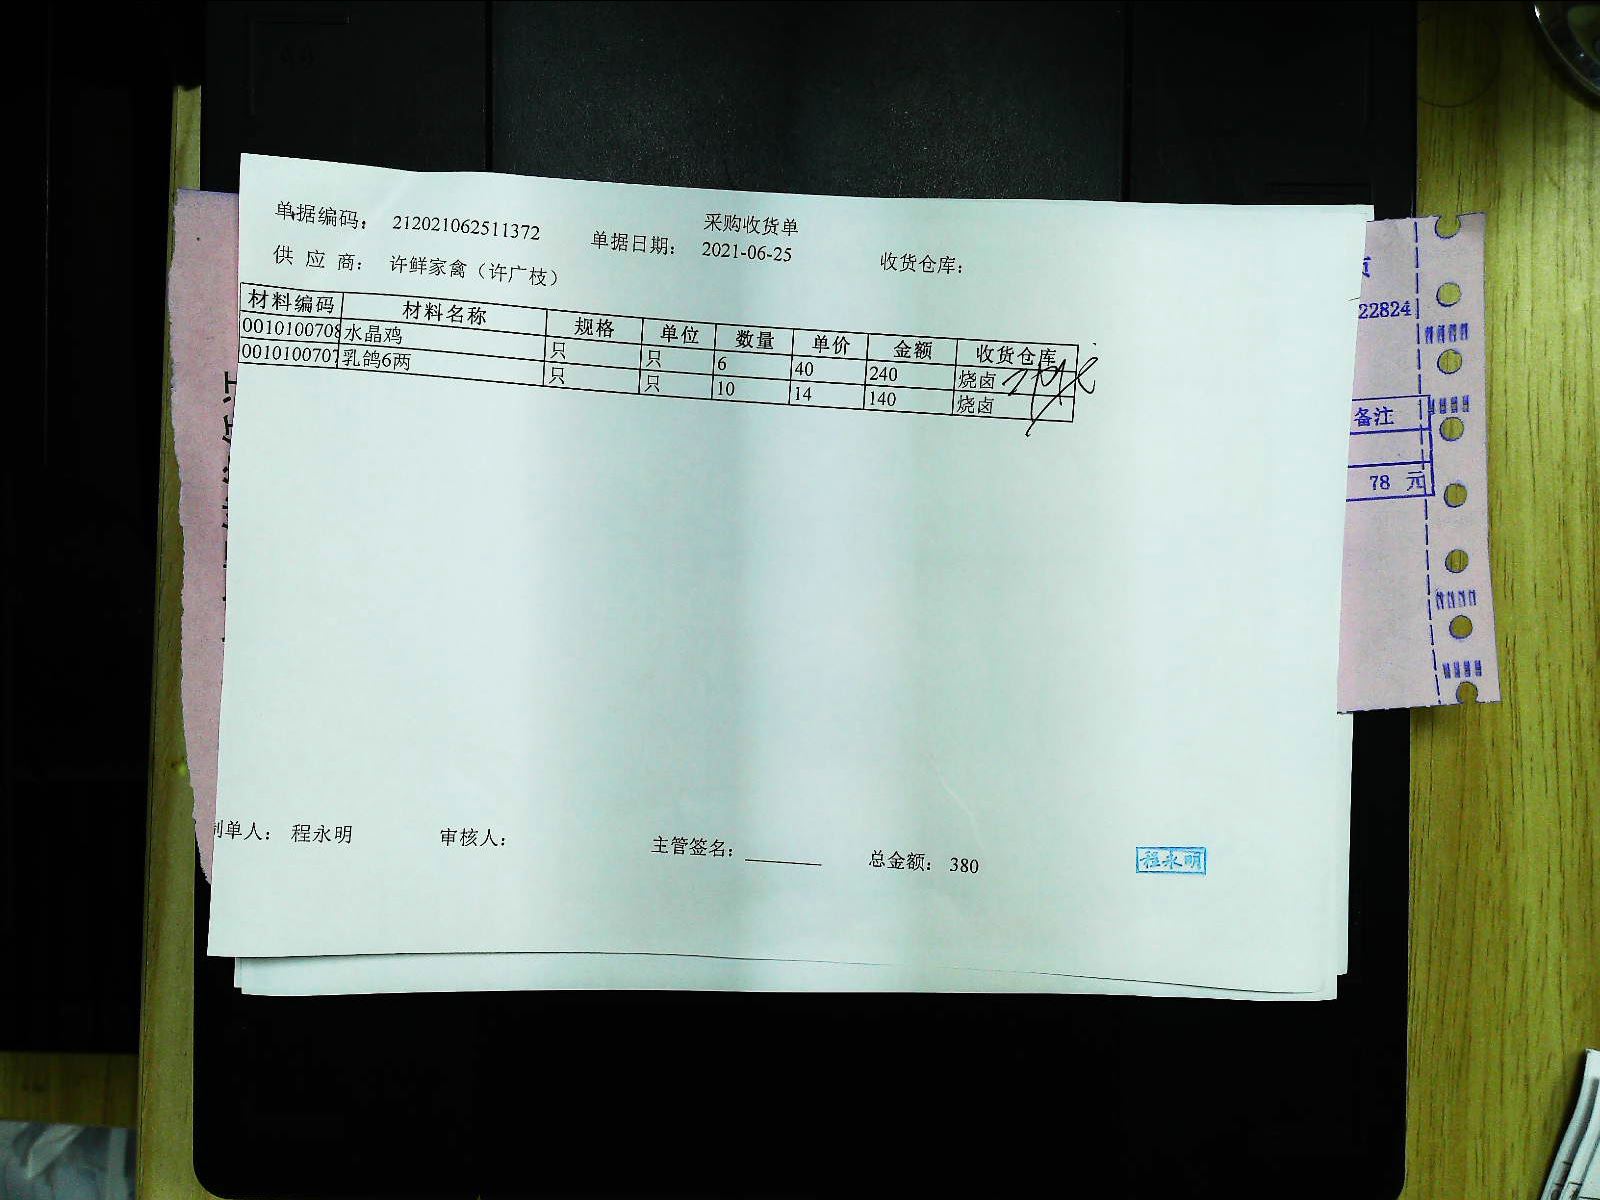 采购收货单
单据编码： 212021062511372 单据日期： 2021-06-25 收货仓库：
供 应 商： 许鲜家禽（许广枝）
材料编码 材料名称 规格 单位 数量 单价 金额 收货仓库
0010100708 水晶鸡 只 只 6 40 240 烧卤
0010100707 乳鸽6两 只 只 10 14 140 烧卤
制单人： 程永明 审核人： 主管签名： 总金额： 380
程永明
22824
备注
78 元